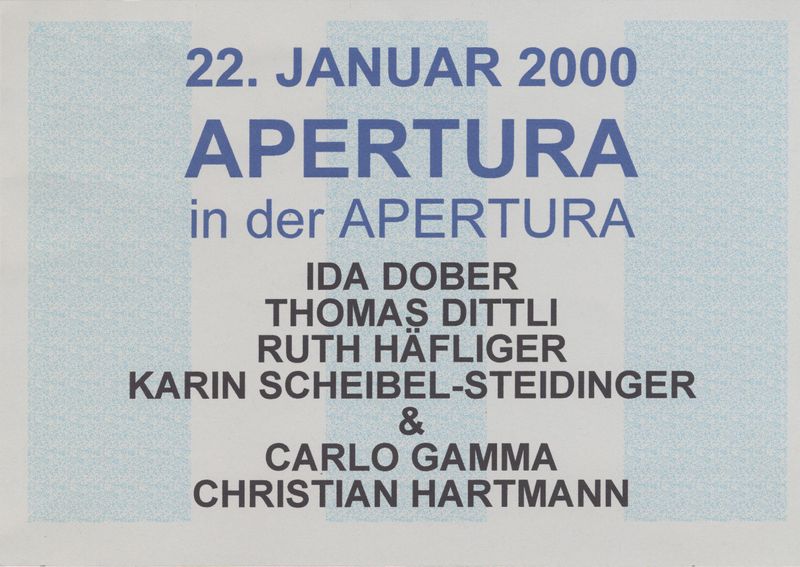 22. JANUAR 2000
APERTURA
in der APERTURA
IDA DOBER
THOMAS DITTLI
RUTH HÄFLIGER
KARIN SCHEIBEL-STEIDINGER
&
CARLO GAMMA
CHRISTIAN HARTMANN